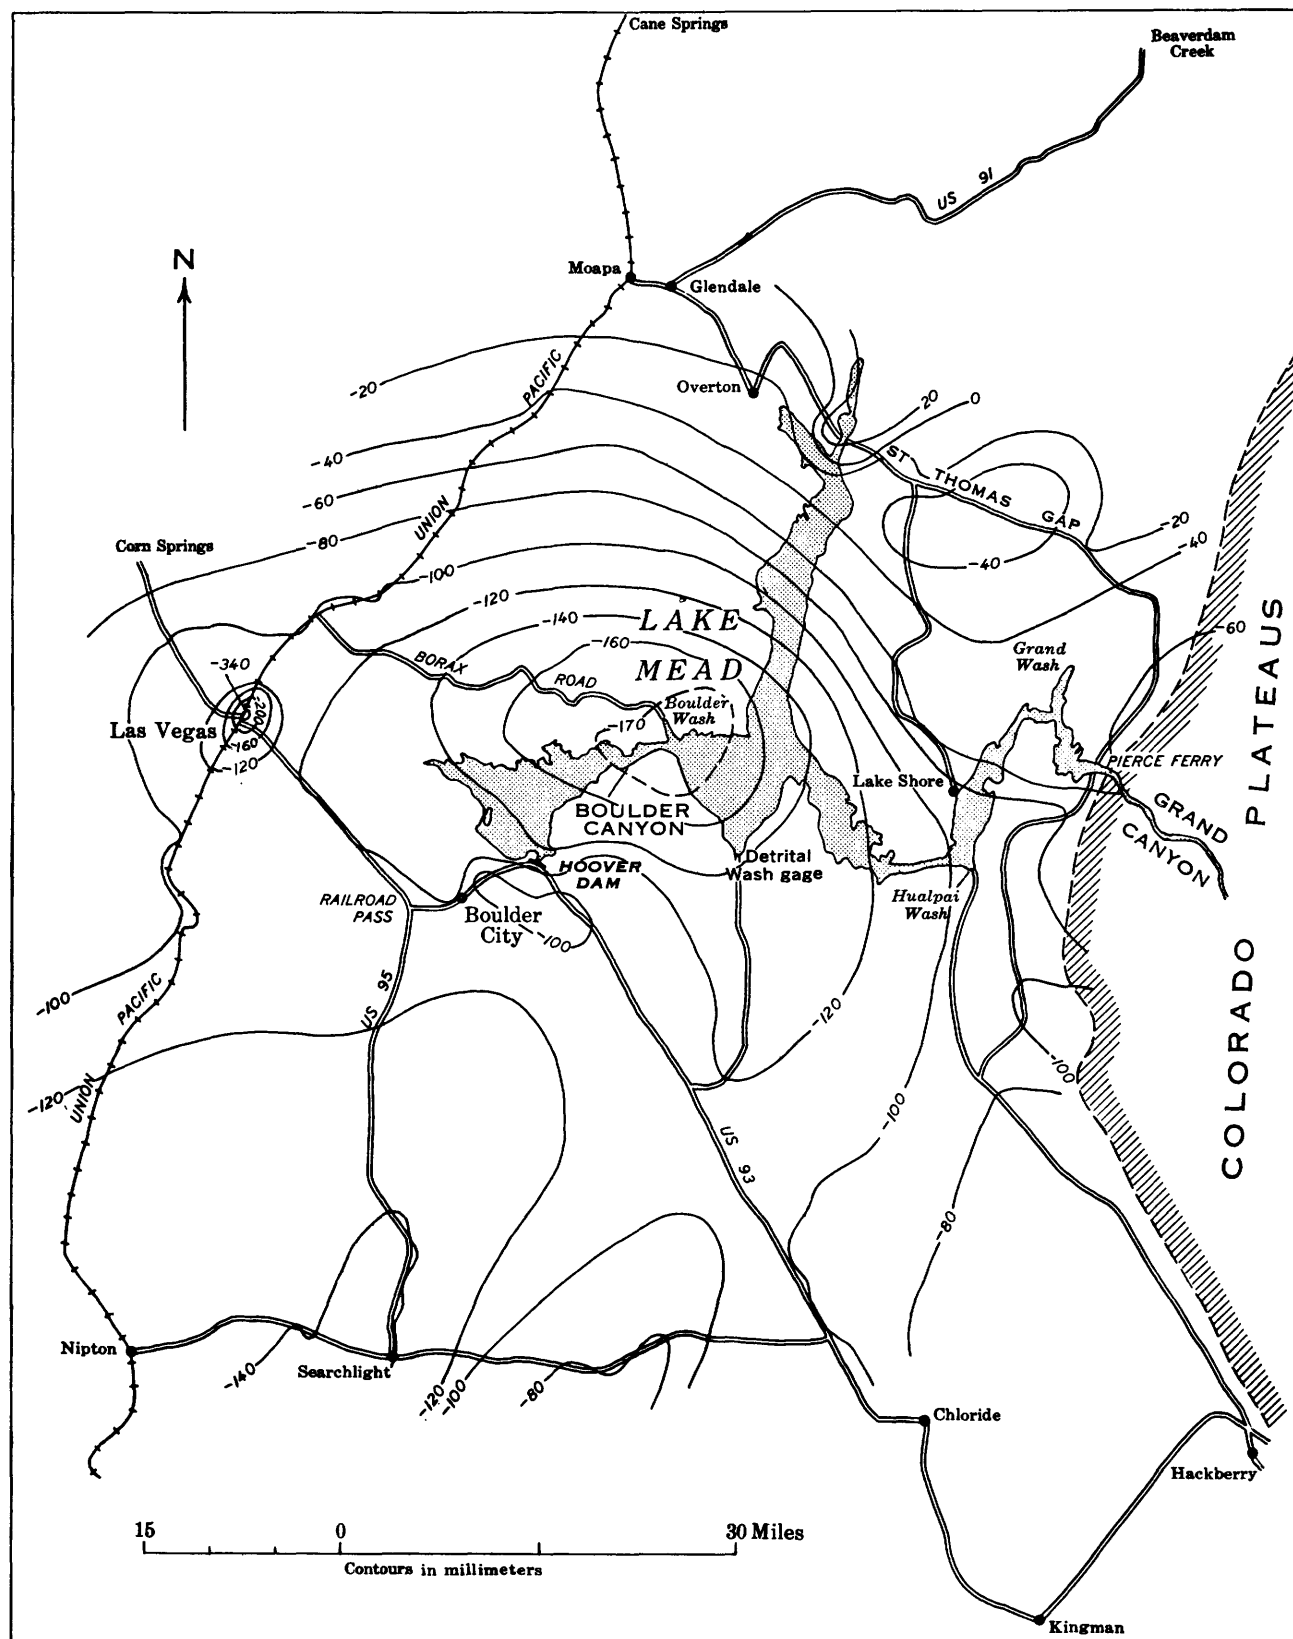 Cane Springs
Beaverdam
Creek
US 91
N
Moapa
Glendale
-20
PACIFIC
Overton
20
0
-40
ST THOMAS GAP
-60
UNION
-20
-80
-40
Corn Springs
-40
-100
-120
-140
LAKE
MEAD
-160
-60
Grand
Wash
BORAX ROAD
-340
-200
Boulder
Wash
-170
Las Vegas
-160
-120
PIERCE FERRY
Lake Shore
BOULDER
CANYON
GRAND
CANYON
COLORADO PLATEAUS
Detrital
Wash gage
HOOVER
DAM
Hualpai
Wash
RAILROAD
PASS
Boulder
City
-100
-100
PACIFIC
US 95
-120
-100
-120
UNION
-100
US 93
-80
Nipton
Searchlight
-140
-120
-100
-80
Chloride
Hackberry
15 0 30 Miles
Contours in millimeters
Kingman